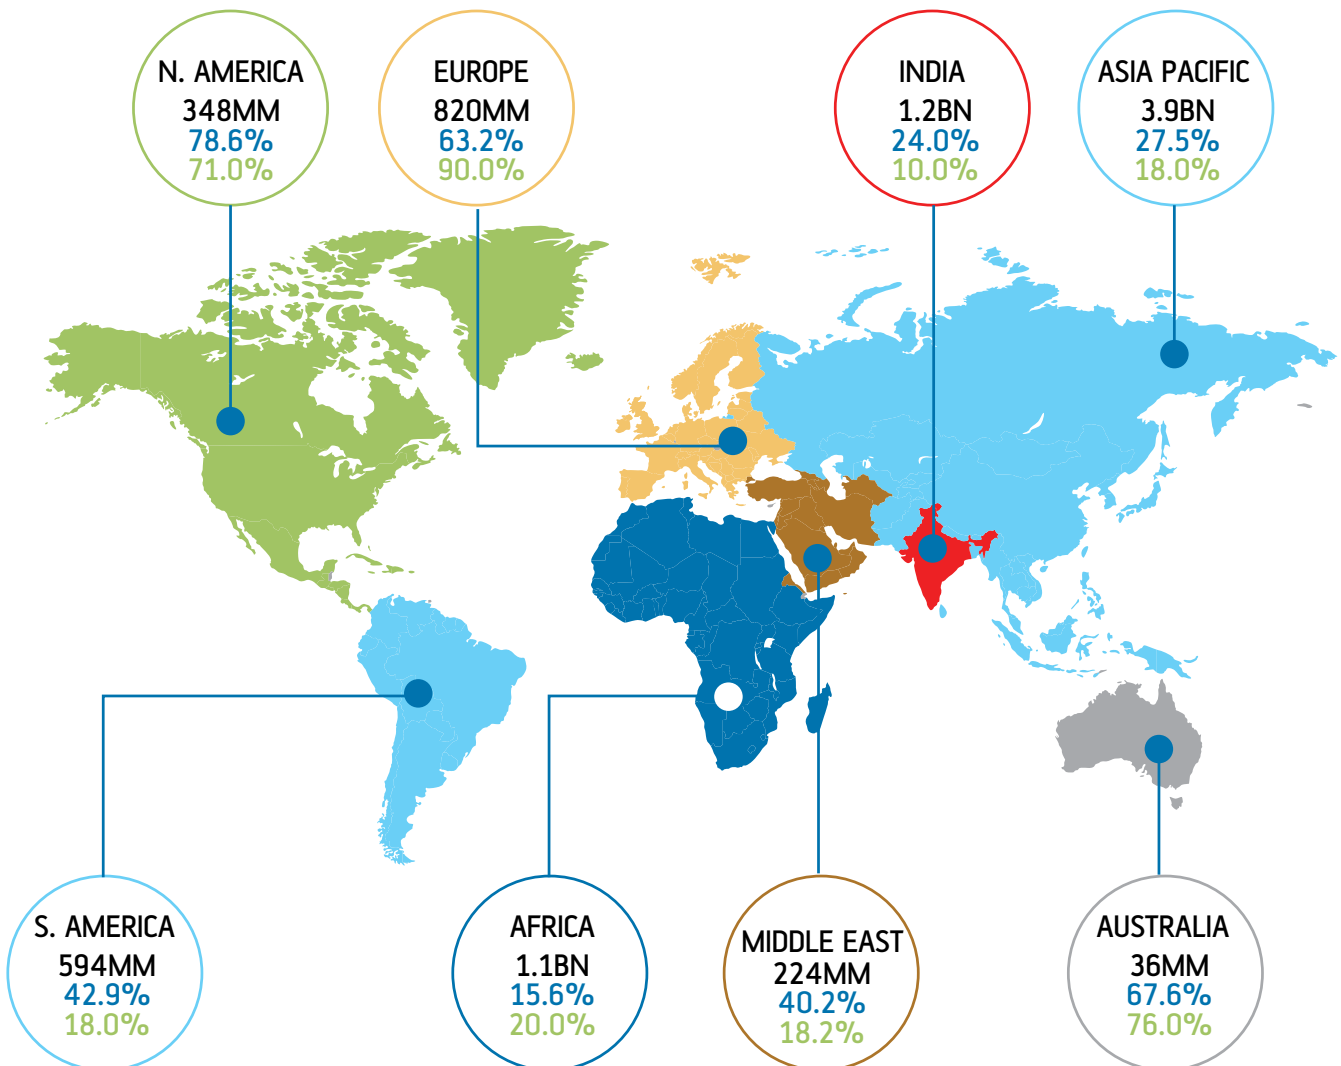 N. AMERICA
348MM
78.6%
71.0%
EUROPE
820MM
63.2%
90.0%
INDIA
1.2BN
24.0%
10.0%
ASIA PACIFIC
3.9BN
27.5%
18.0%
S. AMERICA
594MM
42.9%
18.0%
AFRICA
1.1BN
15.6%
20.0%
MIDDLE EAST
224MM
40.2%
18.2%
AUSTRALIA
36MM
67.6%
76.0%